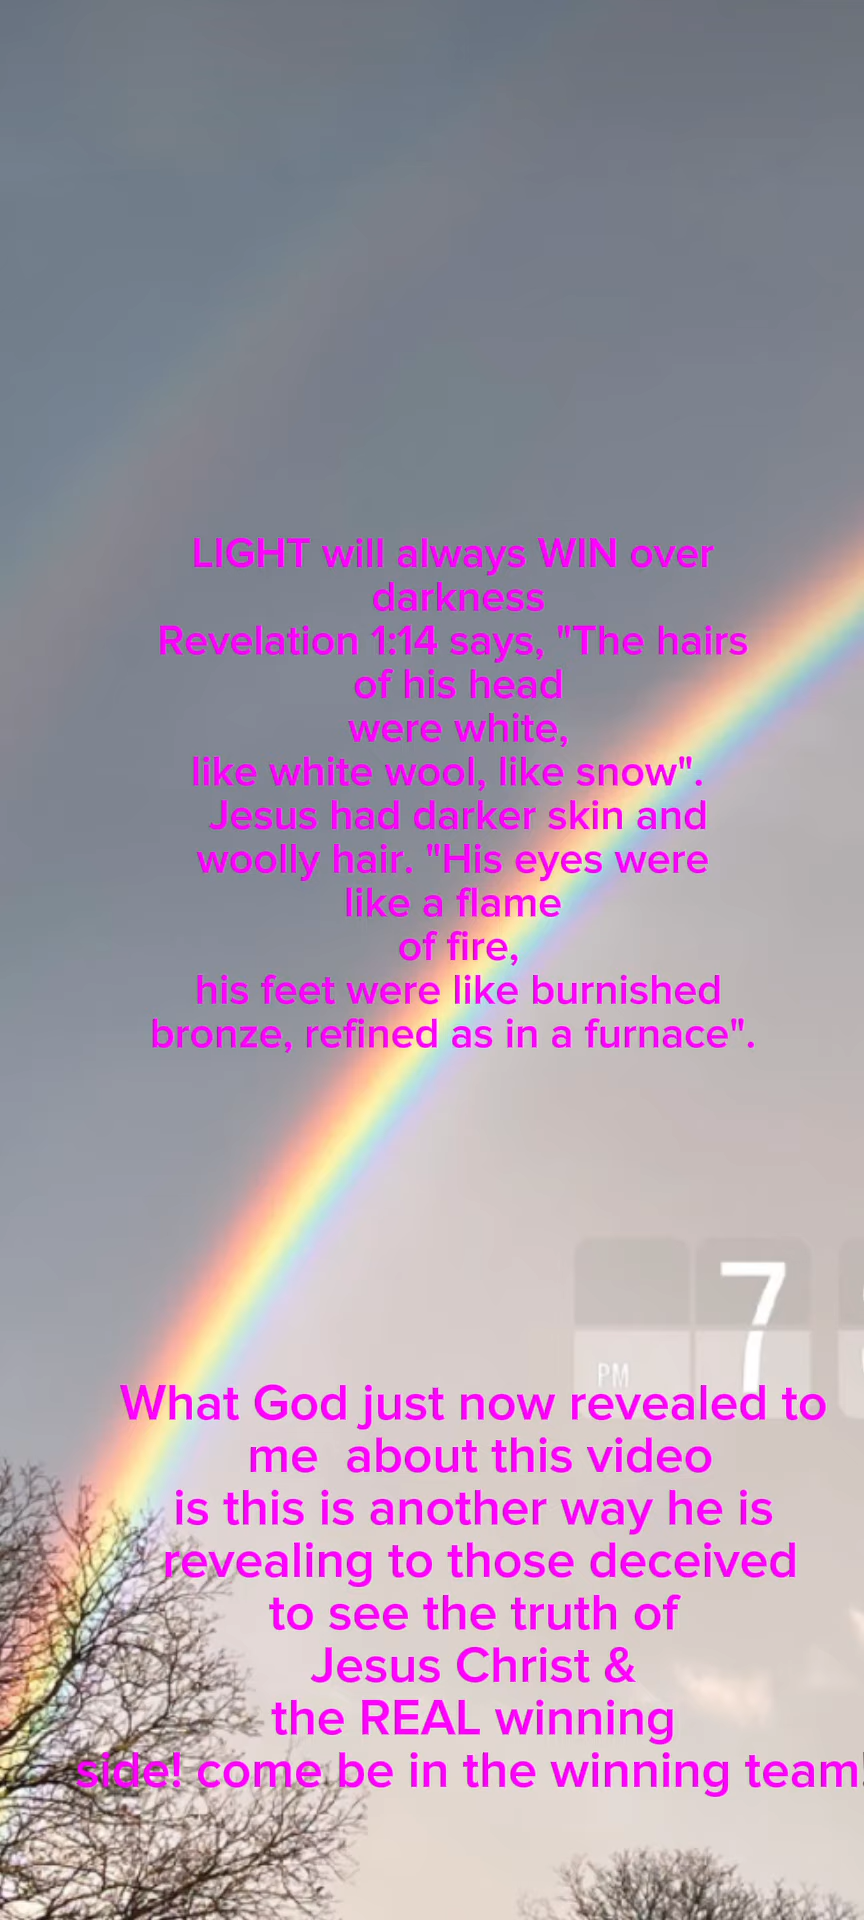 LIGHT will always WIN over
darkness
Revelation 1:14 says, "The hairs
of his head
were white,
like white wool, like snow".
Jesus had darker skin and
woolly hair. "His eyes were
like a flame
of fire,
his feet were like burnished
bronze, refined as in a furnace".
7
PM
What God just now revealed to
me  about this video
is this is another way he is
revealing to those deceived
to see the truth of
Jesus Christ &
the REAL winning
side! come be in the winning team!